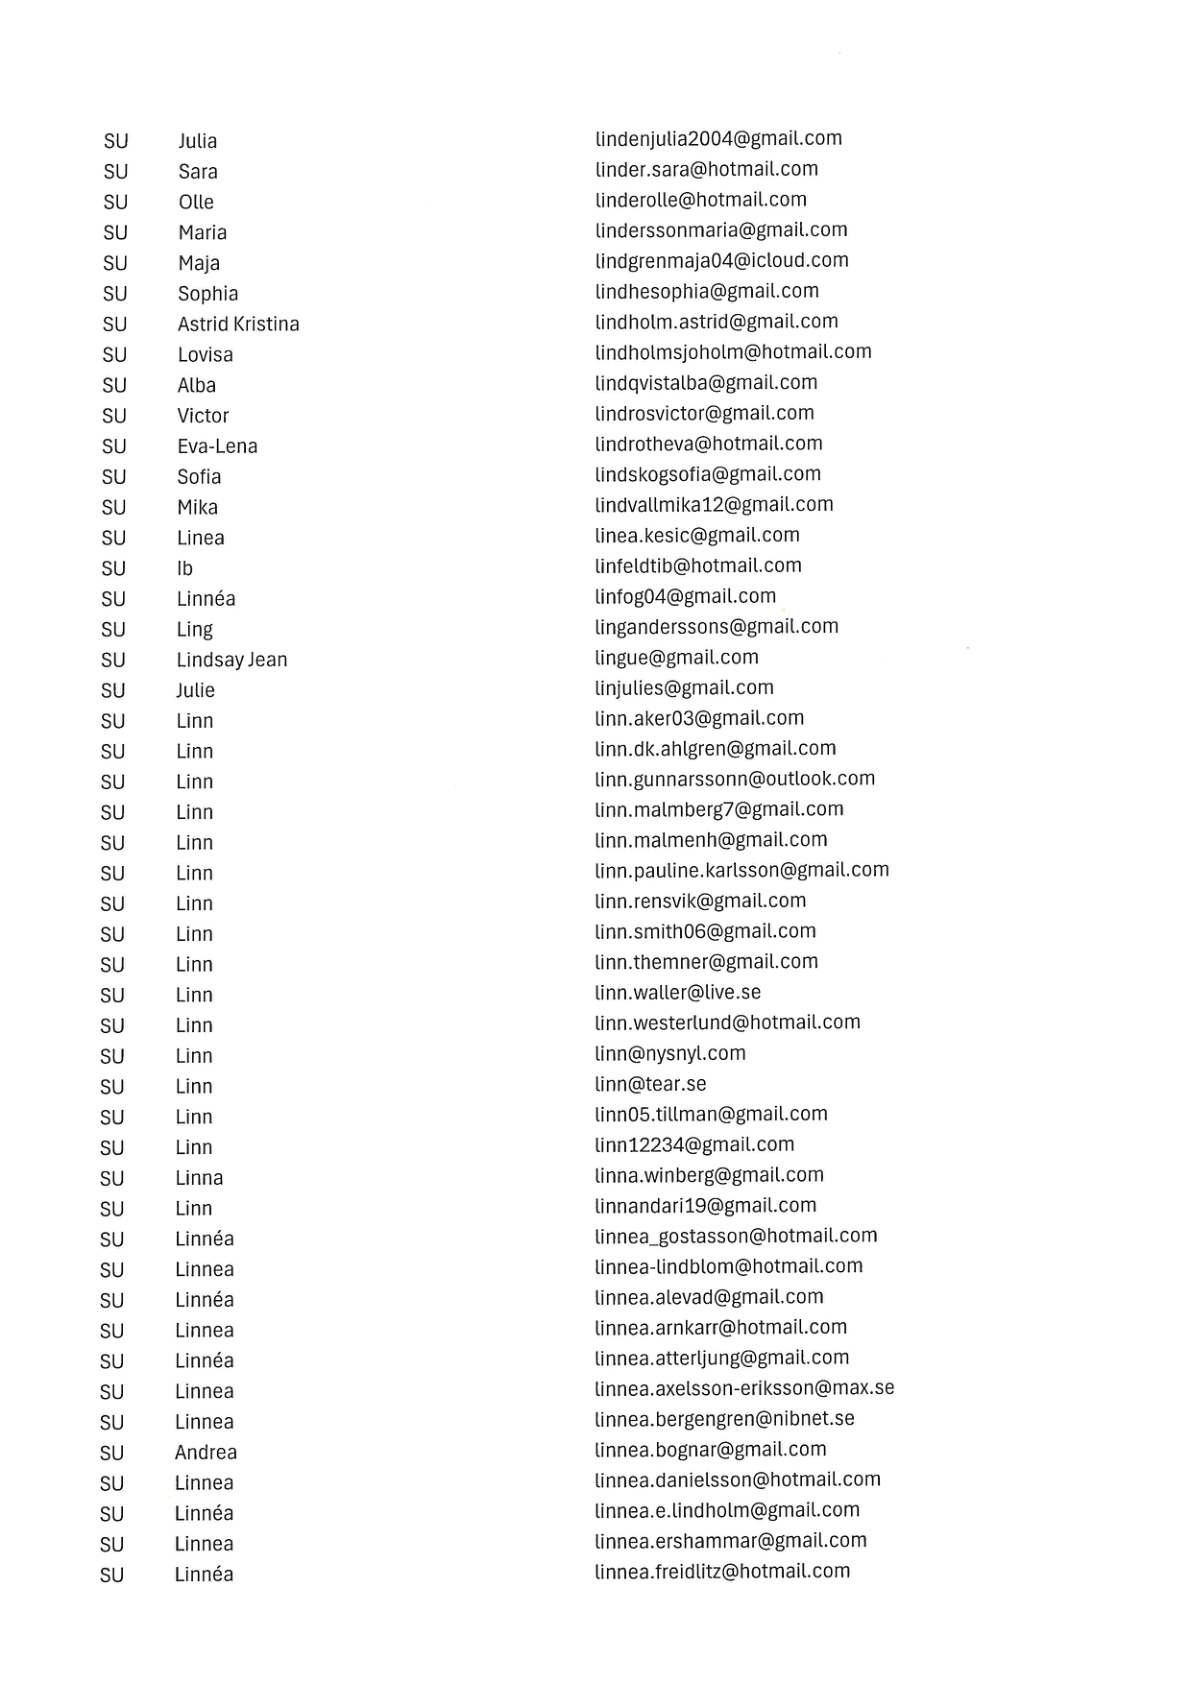 SU Julia lindenjulia2004@gmail.com
SU Sara linder.sara@hotmail.com
SU Olle linderolle@hotmail.com
SU Maria linderssonmaria@gmail.com
SU Maja lindgrenmaja04@icloud.com
SU Sophia lindhesophia@gmail.com
SU Astrid Kristina lindholm.astrid@gmail.com
SU Lovisa lindholmsjoholm@hotmail.com
SU Alba lindqvistalba@gmail.com
SU Victor lindrosvictor@gmail.com
SU Eva-Lena lindrotheva@hotmail.com
SU Sofia lindskogsofia@gmail.com
SU Mika lindvallmika12@gmail.com
SU Linea linea.kesic@gmail.com
SU Ib linfeldtib@hotmail.com
SU Linnéa linfog04@gmail.com
SU Ling linganderssons@gmail.com
SU Lindsay Jean lingue@gmail.com
SU Julie linjulies@gmail.com
SU Linn linn.aker03@gmail.com
SU Linn linn.dk.ahlgren@gmail.com
SU Linn linn.gunnarssonn@outlook.com
SU Linn linn.malmberg7@gmail.com
SU Linn linn.malmenh@gmail.com
SU Linn linn.pauline.karlsson@gmail.com
SU Linn linn.rensvik@gmail.com
SU Linn linn.smith06@gmail.com
SU Linn linn.themner@gmail.com
SU Linn linn.waller@live.se
SU Linn linn.westerlund@hotmail.com
SU Linn linn@nysnyl.com
SU Linn linn@tear.se
SU Linn linn05.tillman@gmail.com
SU Linn linn12234@gmail.com
SU Linna linna.winberg@gmail.com
SU Linn linnandari19@gmail.com
SU Linnéa linnea_gostasson@hotmail.com
SU Linnea linnea-lindblom@hotmail.com
SU Linnéa linnea.alevad@gmail.com
SU Linnea linnea.arnkarr@hotmail.com
SU Linnéa linnea.atterljung@gmail.com
SU Linnea linnea.axelsson-eriksson@max.se
SU Linnea linnea.bergengren@nibnet.se
SU Andrea linnea.bognar@gmail.com
SU Linnea linnea.danielsson@hotmail.com
SU Linnéa linnea.e.lindholm@gmail.com
SU Linnea linnea.ershammar@gmail.com
SU Linnéa linnea.freidlitz@hotmail.com